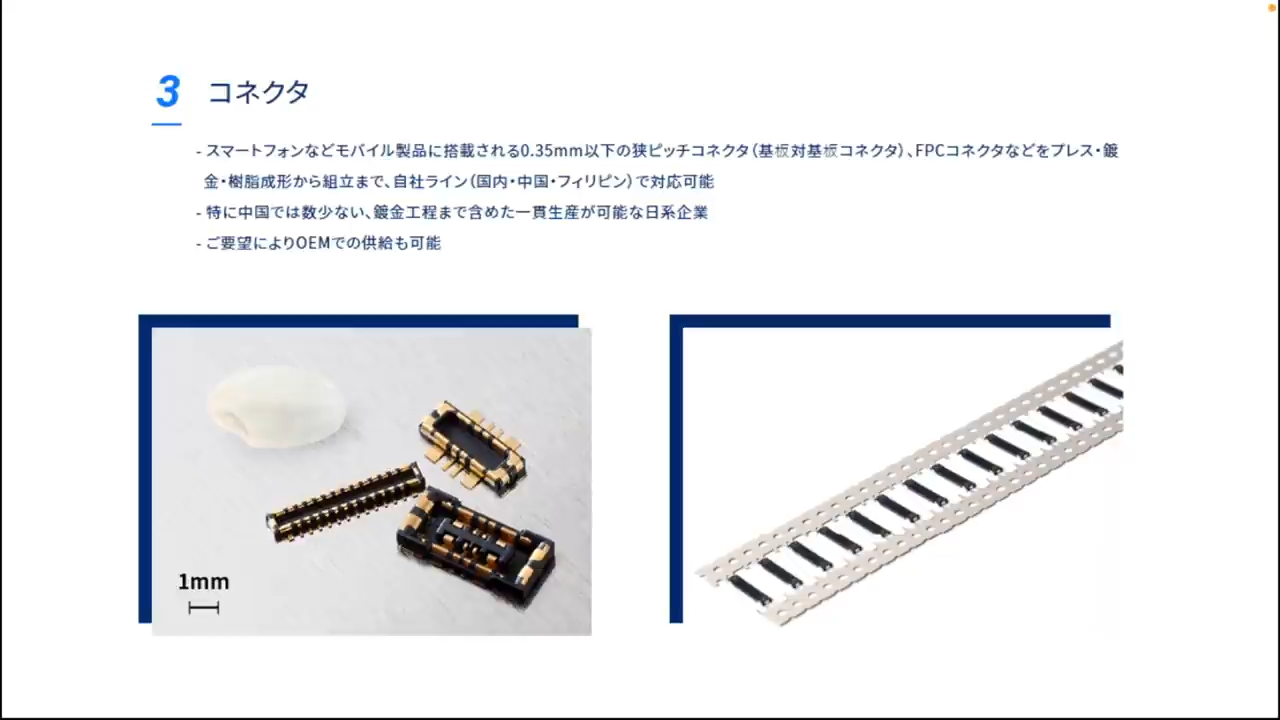 3 コネクタ
- スマートフォンなどモバイル製品に搭載される0.35mm以下の狭ピッチコネクタ（基板対基板コネクタ）、FPCコネクタなどをプレス・鍍
金・樹脂成形から組立まで、自社ライン（国内・中国・フィリピン）で対応可能
- 特に中国では数少ない、鍍金工程まで含めた一貫生産が可能な日系企業
- ご要望によりOEMでの供給も可能
1mm